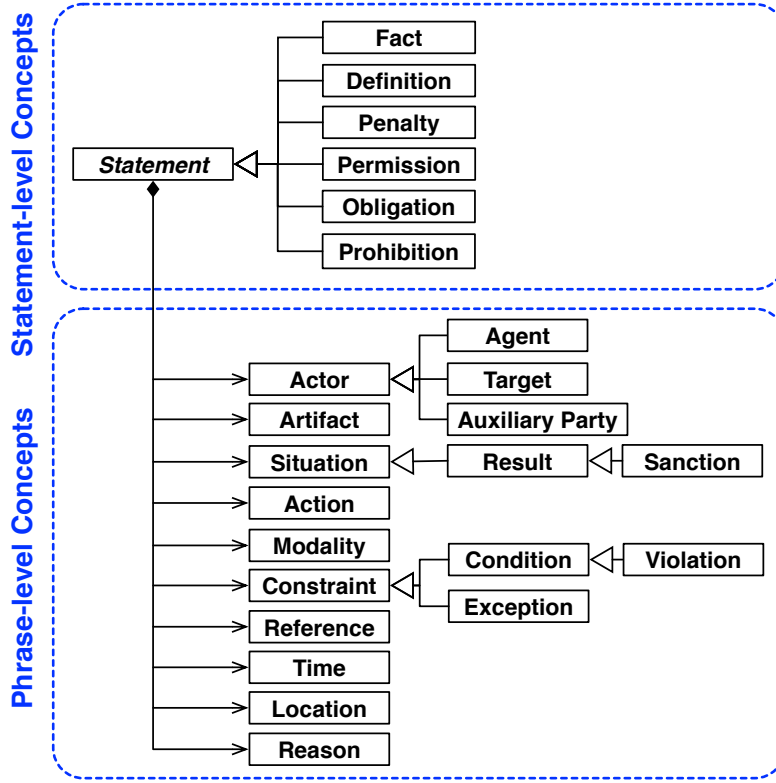 Statement-level Concepts
Fact
Definition
Penalty
Statement
Permission
Obligation
Prohibition
Phrase-level Concepts
Agent
Actor
Target
Artifact
Auxiliary Party
Situation
Result
Sanction
Action
Modality
Condition
Violation
Constraint
Exception
Reference
Time
Location
Reason